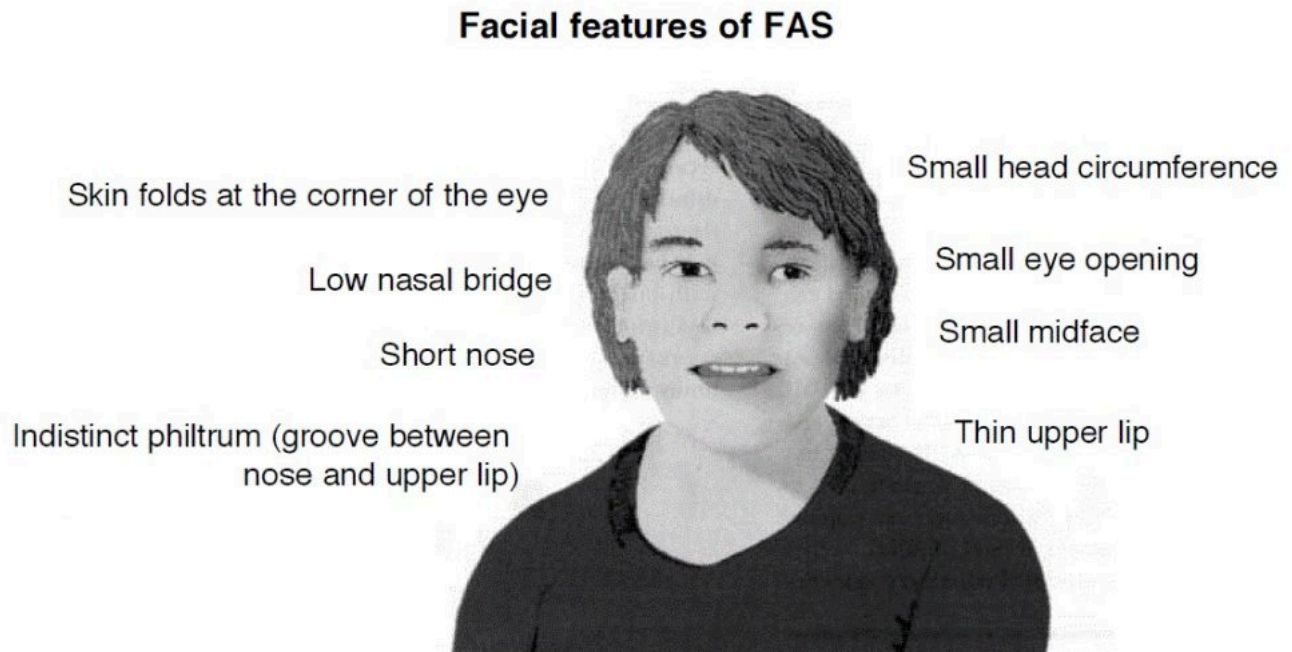 Facial features of FAS
Skin folds at the corner of the eye
Low nasal bridge
Short nose
Indistinct philtrum (groove between
nose and upper lip)
Small head circumference
Small eye opening
Small midface
Thin upper lip